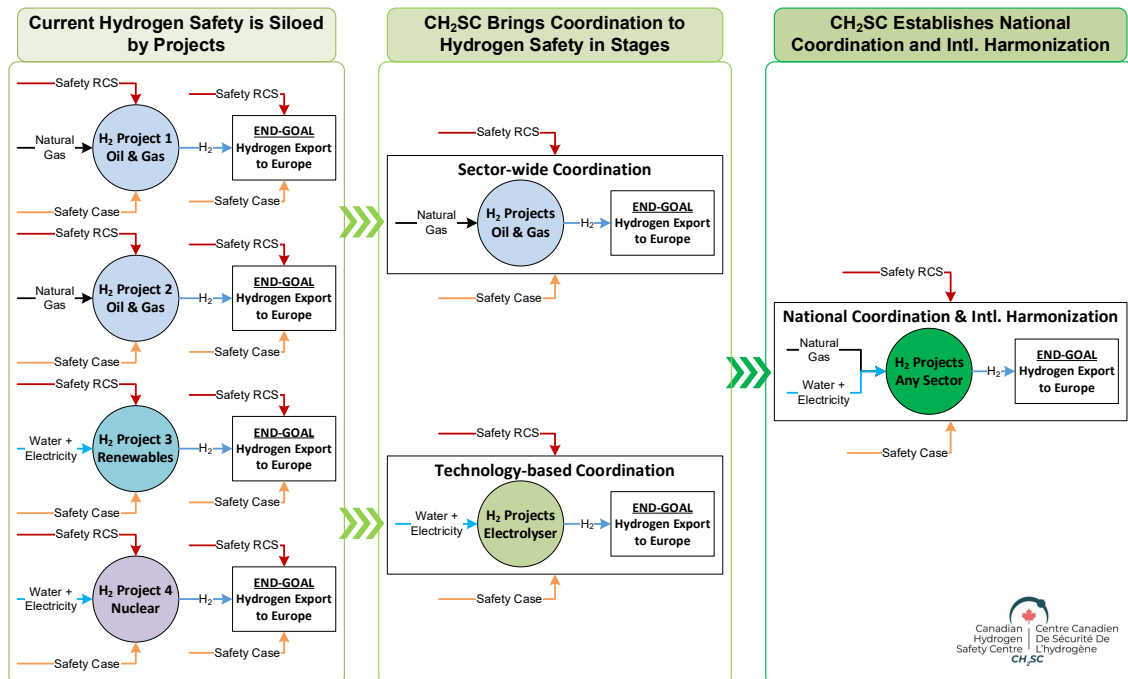 Current Hydrogen Safety is Siloed
by Projects
Safety RCS
Safety RCS
Natural
Gas
H₂ Project 1
Oil & Gas
H₂
END-GOAL
Hydrogen Export
to Europe
Safety Case
Safety Case
Safety RCS
Safety RCS
Natural
Gas
H₂ Project 2
Oil & Gas
H₂
END-GOAL
Hydrogen Export
to Europe
Safety Case
Safety Case
Safety RCS
Safety RCS
Water +
Electricity
H₂ Project 3
Renewables
H₂
END-GOAL
Hydrogen Export
to Europe
Safety Case
Safety Case
Safety RCS
Safety RCS
Water +
Electricity
H₂ Project 4
Nuclear
H₂
END-GOAL
Hydrogen Export
to Europe
Safety Case
Safety Case
CH₂SC Brings Coordination to
Hydrogen Safety in Stages
Safety RCS
Sector-wide Coordination
Natural
Gas
H₂ Projects
Oil & Gas
H₂
END-GOAL
Hydrogen Export
to Europe
Safety Case
Safety RCS
Technology-based Coordination
Water +
Electricity
H₂ Projects
Electrolyser
H₂
END-GOAL
Hydrogen Export
to Europe
Safety Case
CH₂SC Establishes National
Coordination and Intl. Harmonization
Safety RCS
National Coordination & Intl. Harmonization
Natural
Gas
Water +
Electricity
H₂ Projects
Any Sector
H₂
END-GOAL
Hydrogen Export
to Europe
Safety Case
Canadian
Hydrogen
Safety Centre
Centre Canadien
De Sécurité De
L'hydrogène
CH₂SC